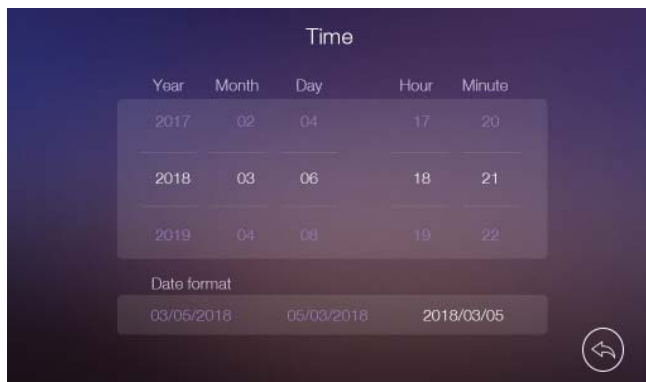 Time
Year Month Day Hour Minute
2017 02 04 17 20
2018 03 06 18 21
2019 04 08 19 22
Date format
03/05/2018 05/03/2018 2018/03/05